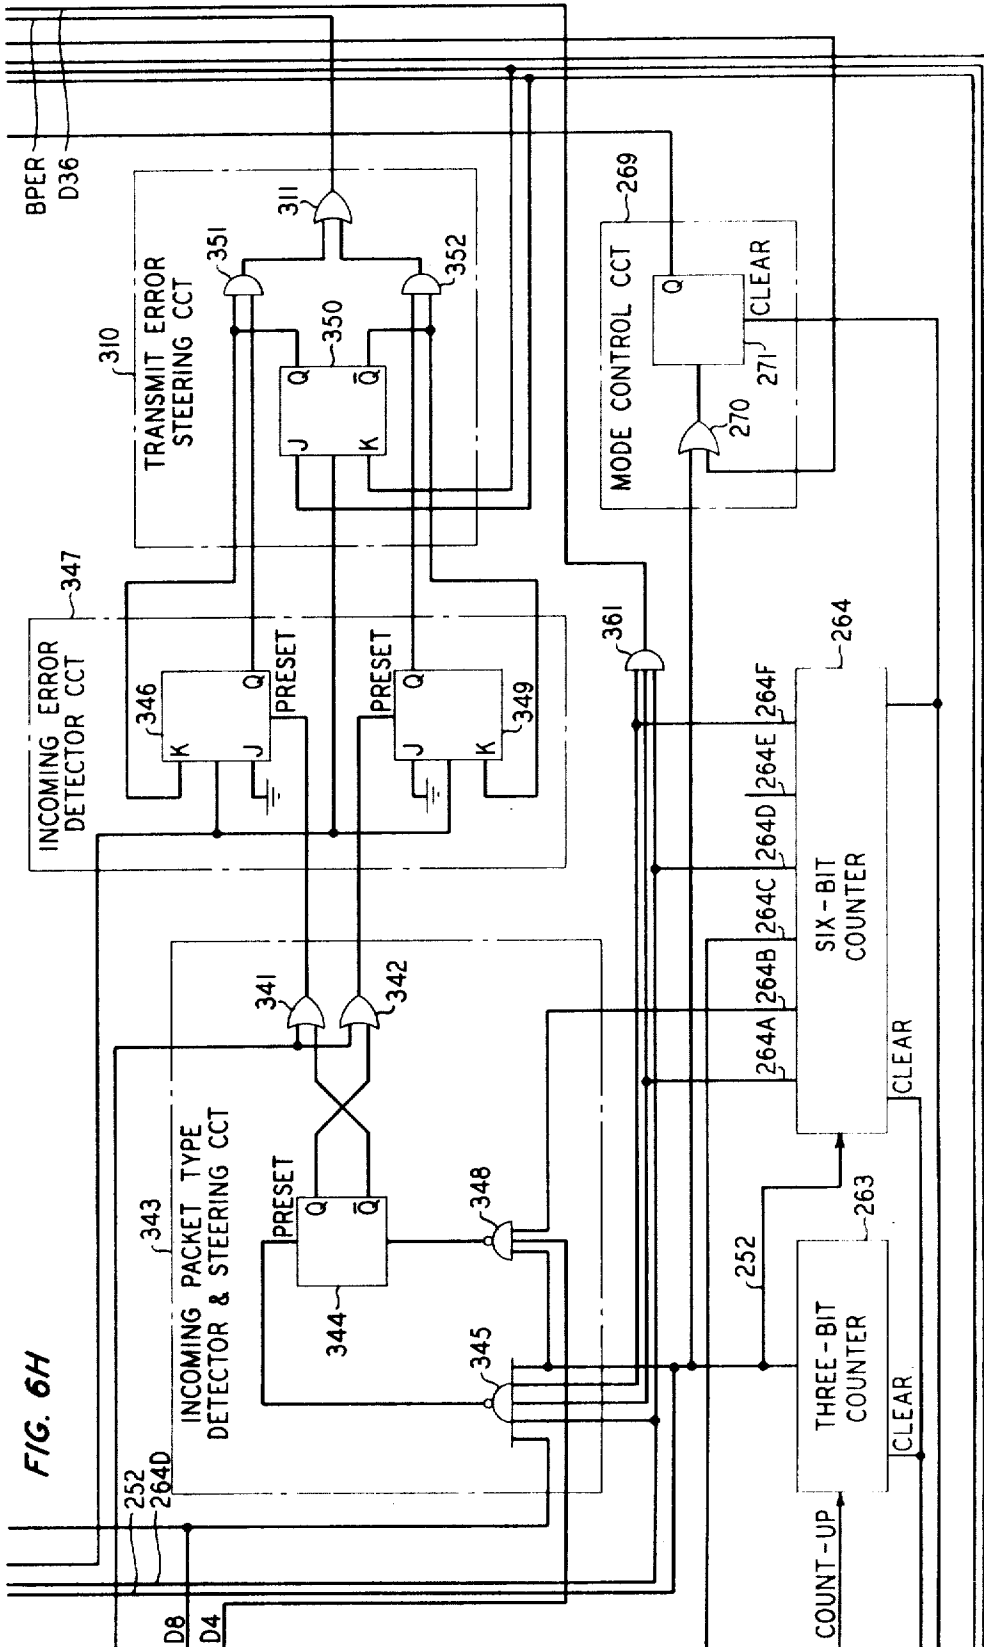 FIG. 6H
BPER
D36
310
TRANSMIT ERROR
STEERING CCT
311
351
352
350
J
K
Q
Q̅
347
INCOMING ERROR
DETECTOR CCT
346
K
J
Q
PRESET
PRESET
349
J
K
Q
269
MODE CONTROL CCT
Q
CLEAR
271
270
361
343
INCOMING PACKET TYPE
DETECTOR & STEERING CCT
341
342
PRESET
Q
Q̅
344
348
345
264
264A
264B
264C
264D
264E
264F
SIX-BIT
COUNTER
CLEAR
252
263
THREE-BIT
COUNTER
CLEAR
COUNT-UP
252
264D
D8
D4